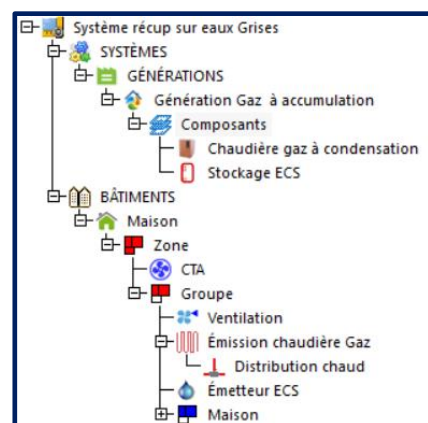 Système récup sur eaux Grises
SYSTÈMES
GÉNÉRATIONS
Génération Gaz à accumulation
Composants
Chaudière gaz à condensation
Stockage ECS
BÂTIMENTS
Maison
Zone
CTA
Groupe
Ventilation
Émission chaudière Gaz
Distribution chaud
Émetteur ECS
Maison